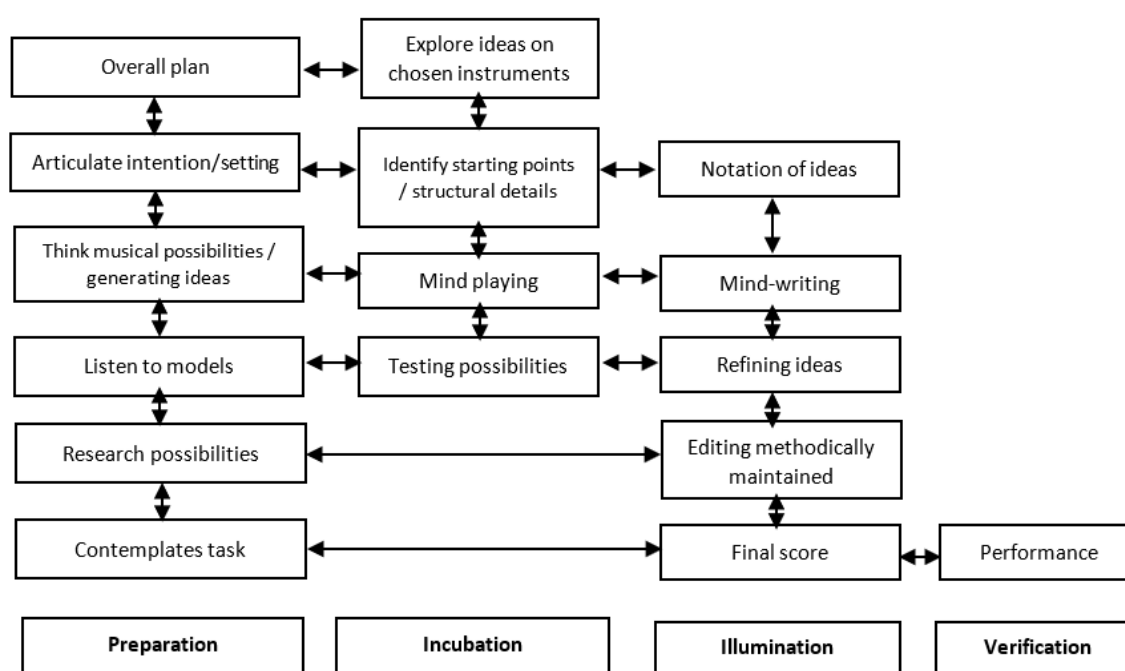 Overall plan
Explore ideas on
chosen instruments
Articulate intention/setting
Identify starting points
/ structural details
Notation of ideas
Think musical possibilities /
generating ideas
Mind playing
Mind-writing
Listen to models
Testing possibilities
Refining ideas
Research possibilities
Editing methodically
maintained
Contemplates task
Final score
Performance
Preparation
Incubation
Illumination
Verification